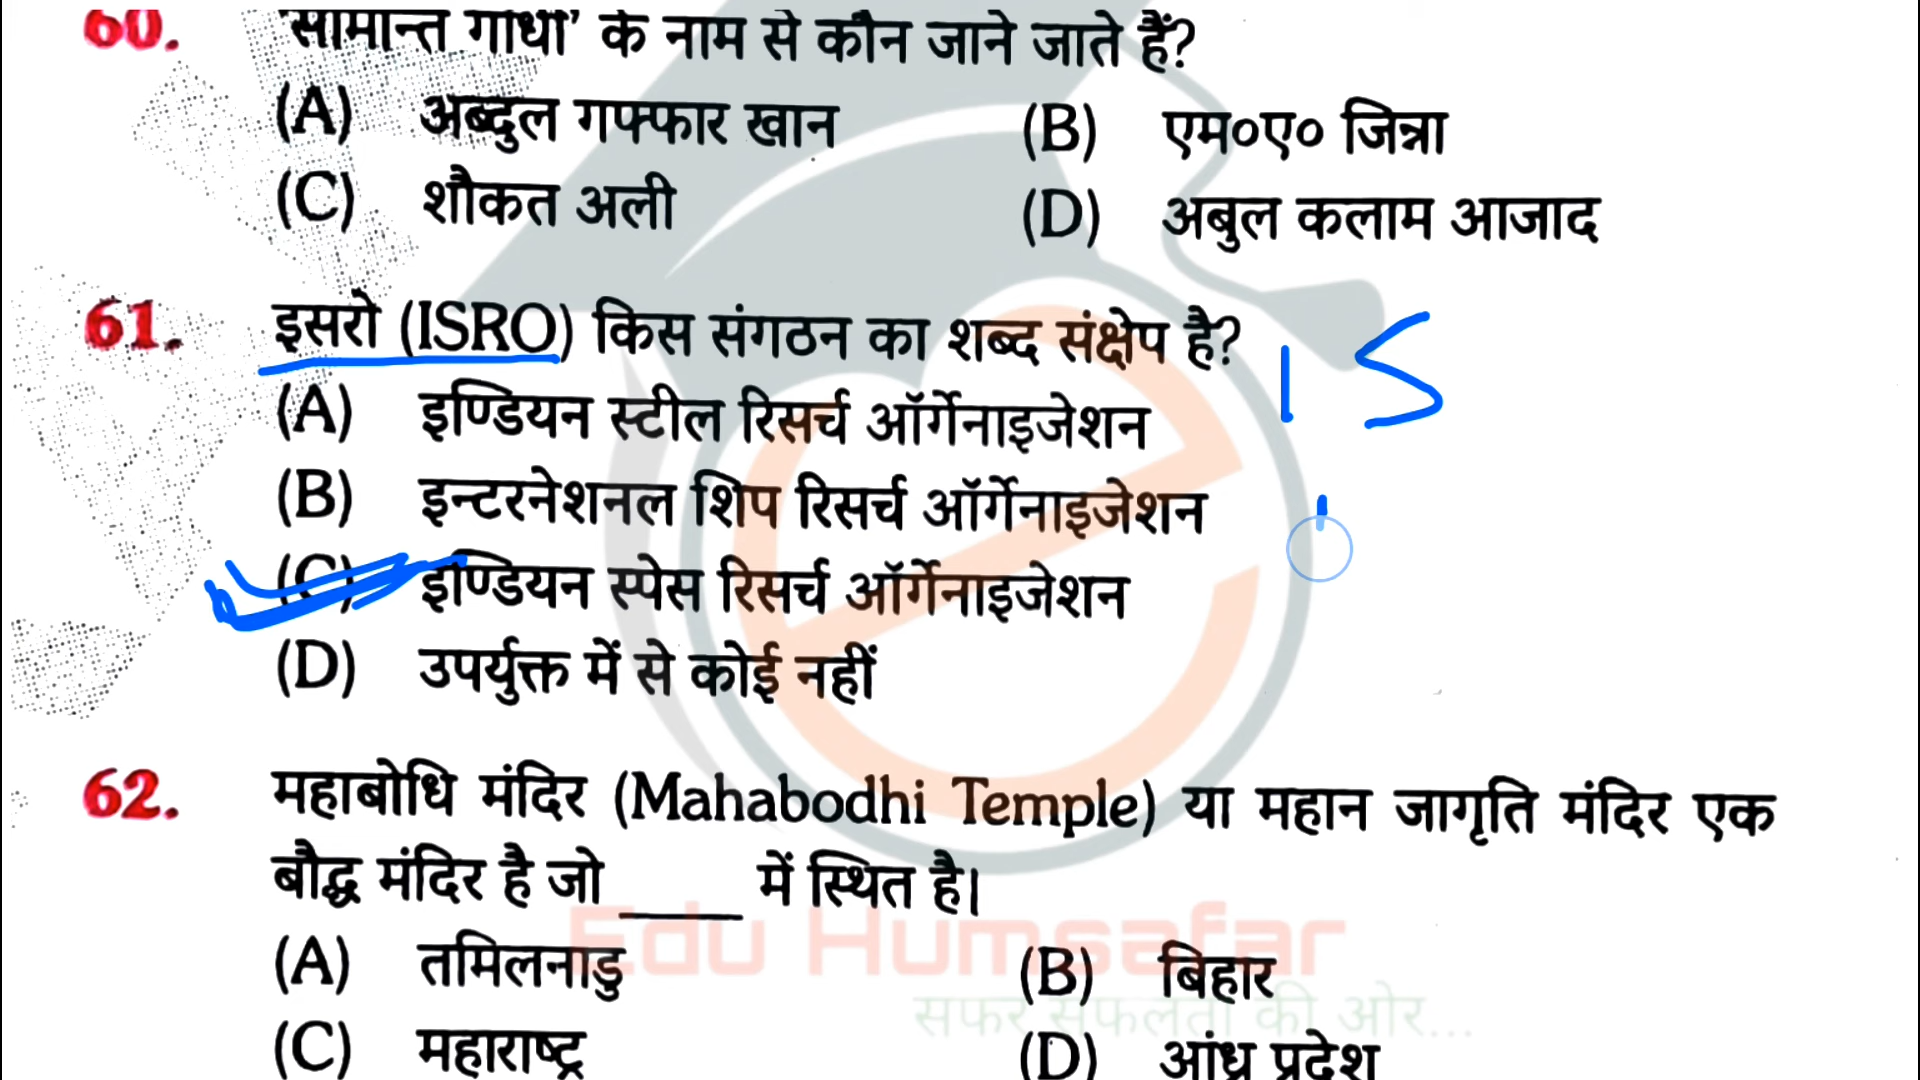 60. 'सीमान्त गाँधी' के नाम से कौन जाने जाते हैं?
(A) अब्दुल गफ्फार खान (B) एम०ए० जिन्ना
(C) शौकत अली (D) अबुल कलाम आजाद
61. इसरो (ISRO) किस संगठन का शब्द संक्षेप है?
I S
(A) इण्डियन स्टील रिसर्च ऑर्गेनाइजेशन
(B) इन्टरनेशनल शिप रिसर्च ऑर्गेनाइजेशन
(C) इण्डियन स्पेस रिसर्च ऑर्गेनाइजेशन
(D) उपर्युक्त में से कोई नहीं
62. महाबोधि मंदिर (Mahabodhi Temple) या महान जागृति मंदिर एक
बौद्ध मंदिर है जो ____ में स्थित है।
Edu Humsafar
(A) तमिलनाडु (B) बिहार
सफर सफलता की ओर...
(C) महाराष्ट्र (D) आंध्र प्रदेश